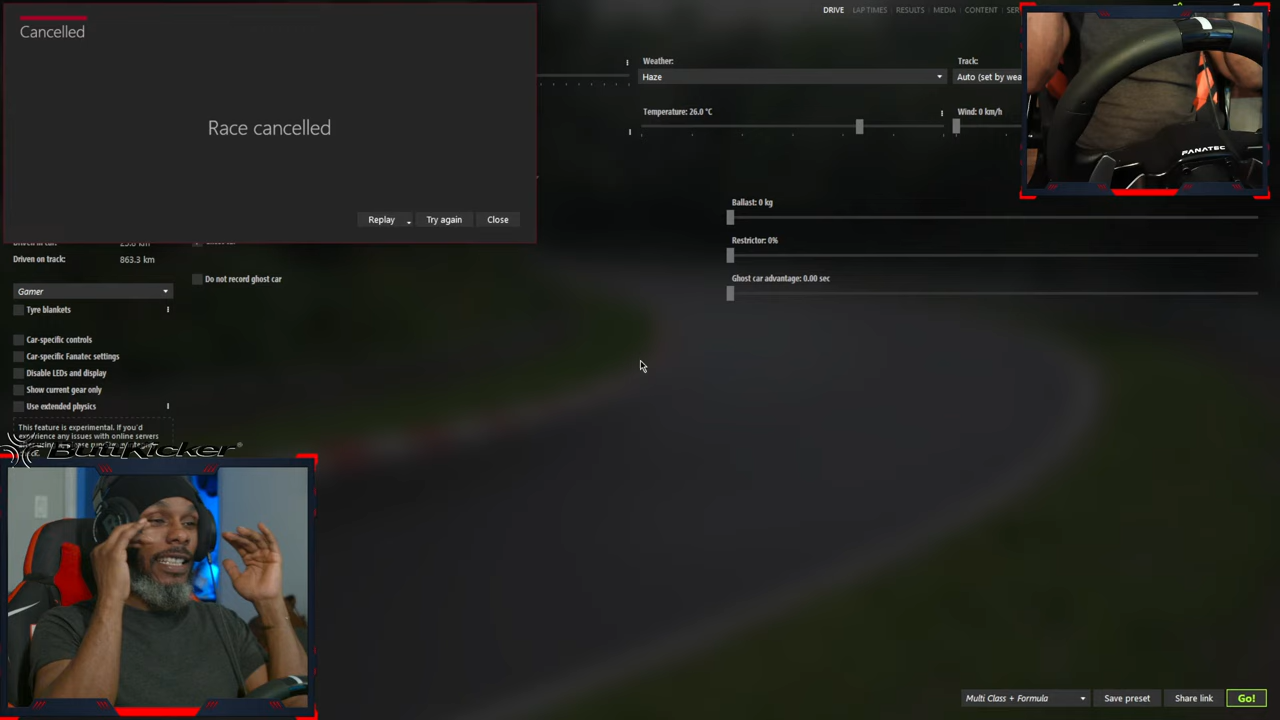 Cancelled
Race cancelled
Replay
Try again
Close
DRIVE
LAP TIMES
RESULTS
MEDIA
CONTENT
Weather:
Haze
Track:
Auto (set by wea
Temperature: 26.0 °C
Wind: 0 km/h
FANATEC
Ballast: 0 kg
Restrictor: 0%
Ghost car advantage: 0.00 sec
Driven on track: 863.3 km
Do not record ghost car
Gamer
Tyre blankets
Car-specific controls
Car-specific Fanatec settings
Disable LEDs and display
Show current gear only
Use extended physics
This feature is experimental. If you'd
experience any issues with online servers
ButtKicker
Multi Class + Formula
Save preset
Share link
Go!